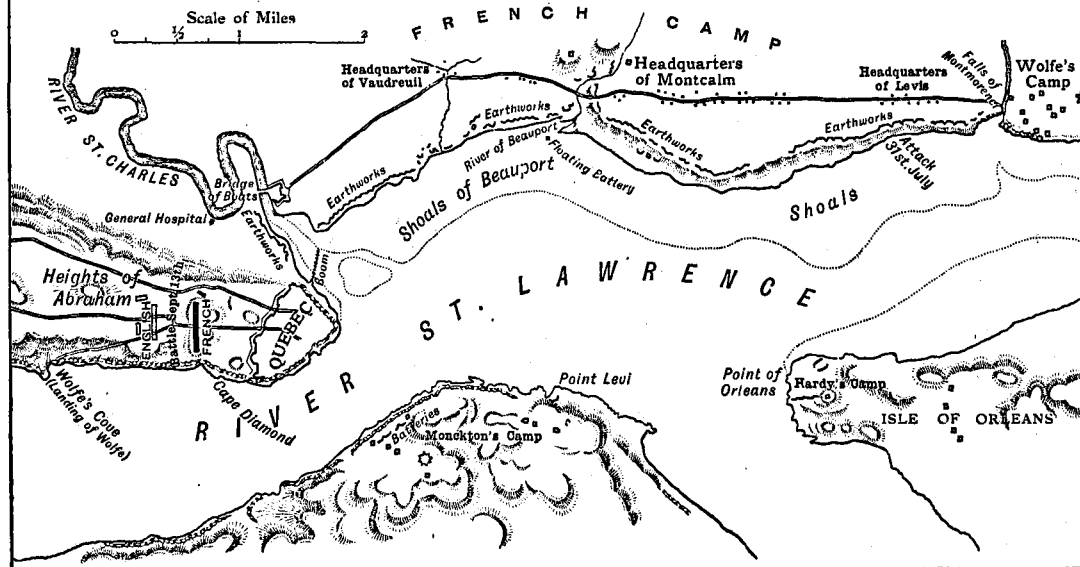 Scale of Miles
0 ½ 1 2
FRENCH CAMP
Headquarters
of Vaudreuil
Headquarters
of Montcalm
Headquarters
of Levis
Falls of
Montmorency
Wolfe's
Camp
RIVER ST. CHARLES
Earthworks
Earthworks
Earthworks
Earthworks
River of Beauport
Floating Battery
Attack
31st. July
Bridge
of Boats
General Hospital
Earthworks
Shoals of Beauport
Shoals
Boom
Heights of
Abraham
ENGLISH
Battle Sept. 13th.
FRENCH
QUEBEC
RIVER ST. LAWRENCE
Wolfe's Cove
(Landing of Wolfe)
Cape Diamond
Point Levi
Batteries
Monckton's Camp
Point of
Orleans
Hardy's Camp
ISLE OF ORLEANS